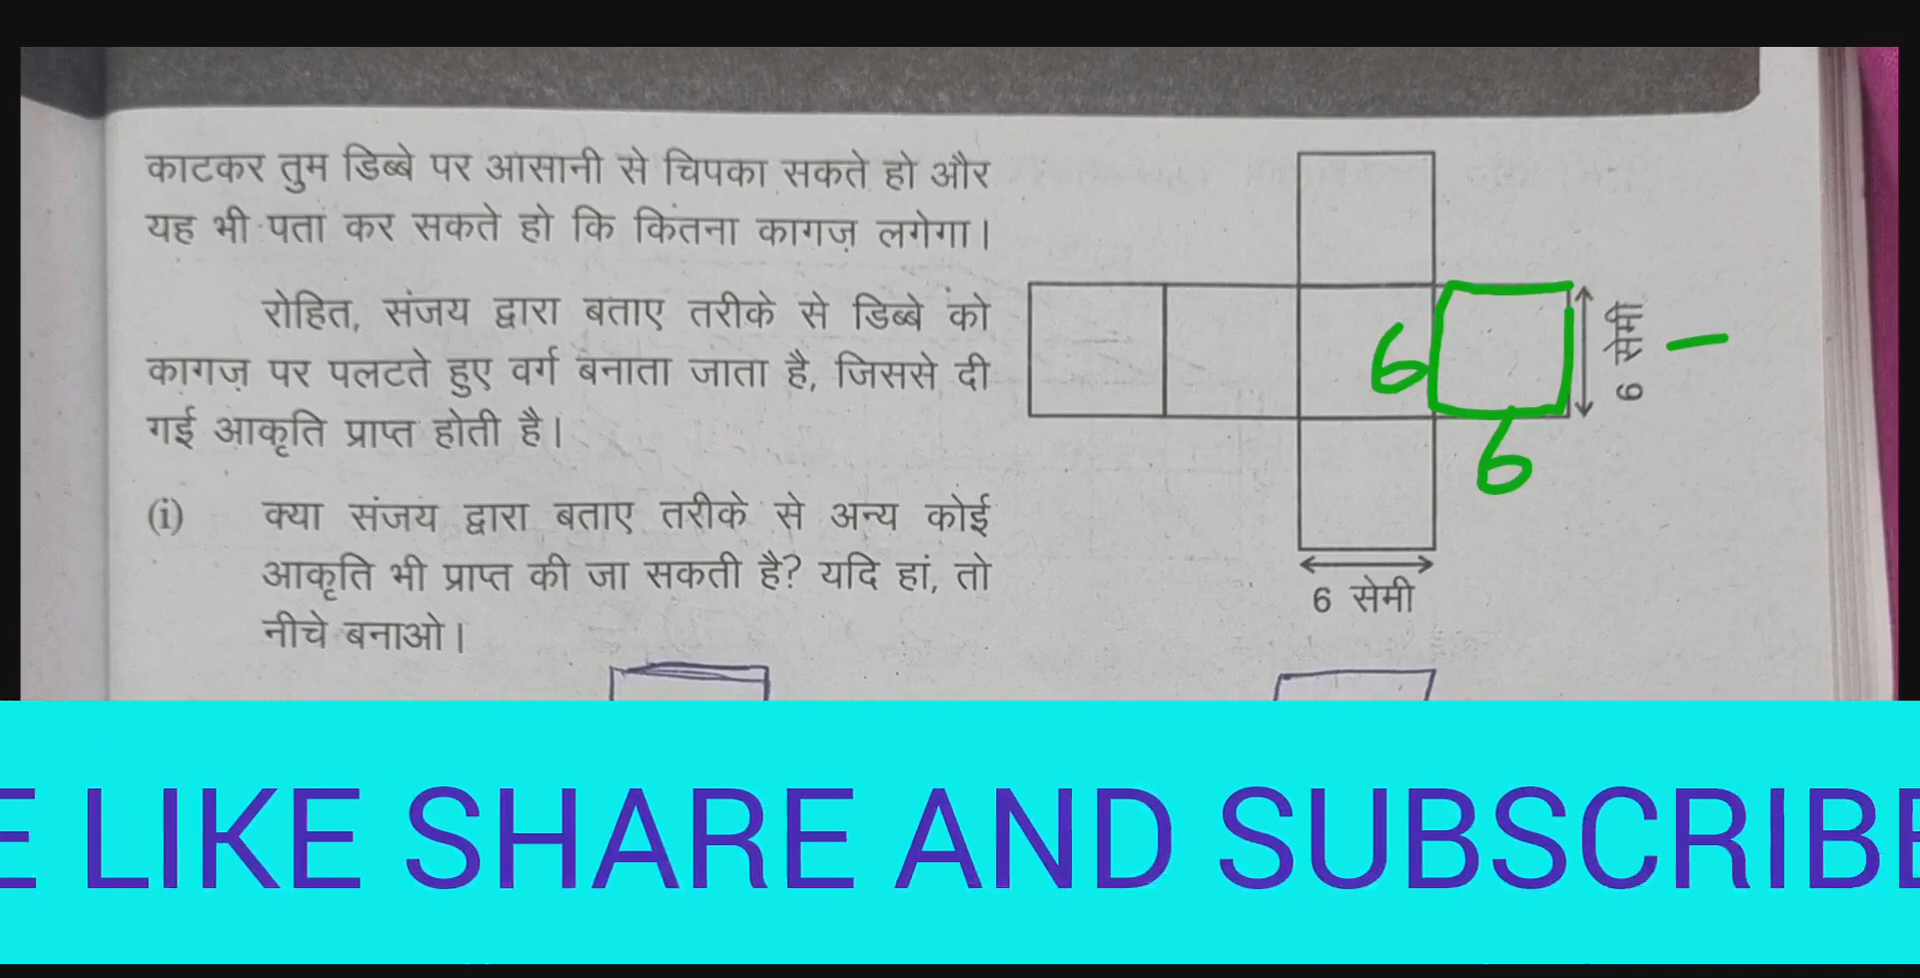 काटकर तुम डिब्बे पर आसानी से चिपका सकते हो और
यह भी पता कर सकते हो कि कितना कागज़ लगेगा।
रोहित, संजय द्वारा बताए तरीके से डिब्बे को
कागज़ पर पलटते हुए वर्ग बनाता जाता है, जिससे दी
गई आकृति प्राप्त होती है।
(i) क्या संजय द्वारा बताए तरीके से अन्य कोई
आकृति भी प्राप्त की जा सकती है? यदि हां, तो
नीचे बनाओ।
6
6 सेमी
6
6 सेमी
E LIKE SHARE AND SUBSCRIBE